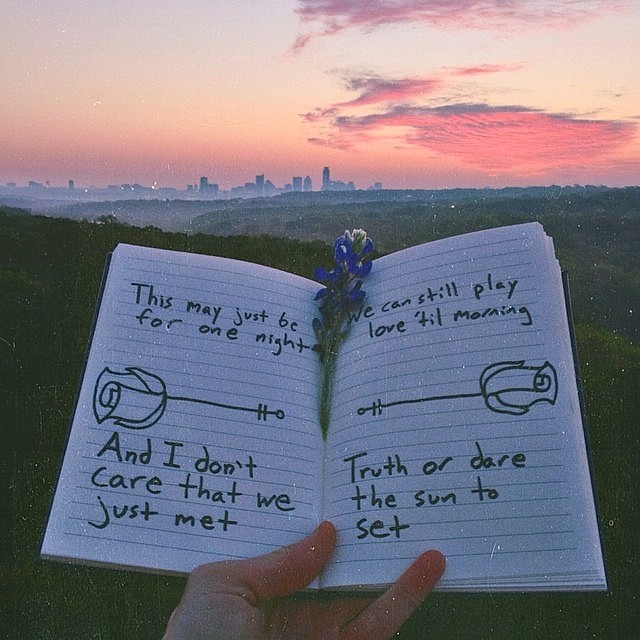 This may just be
for one night
And I don't
care that we
just met
We can still play
love 'til morning
Truth or dare
the sun to
set